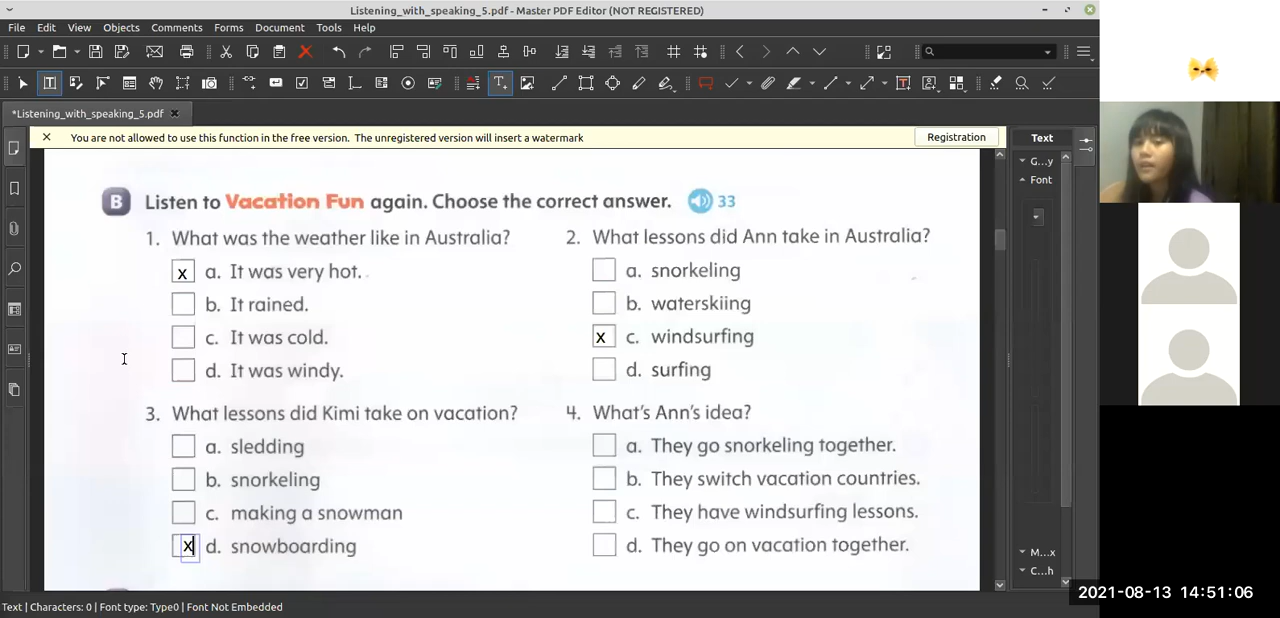 Listening_with_speaking_5.pdf - Master PDF Editor (NOT REGISTERED)
File Edit View Objects Comments Forms Document Tools Help
*Listening_with_speaking_5.pdf
You are not allowed to use this function in the free version. The unregistered version will insert a watermark
Registration
Text
G...y
Font
M...x
C...h
B Listen to Vacation Fun again. Choose the correct answer. 33
1. What was the weather like in Australia?
x a. It was very hot.
b. It rained.
c. It was cold.
d. It was windy.
2. What lessons did Ann take in Australia?
a. snorkeling
b. waterskiing
x c. windsurfing
d. surfing
3. What lessons did Kimi take on vacation?
a. sledding
b. snorkeling
c. making a snowman
x d. snowboarding
4. What's Ann's idea?
a. They go snorkeling together.
b. They switch vacation countries.
c. They have windsurfing lessons.
d. They go on vacation together.
Text | Characters: 0 | Font type: Type0 | Font Not Embedded
2021-08-13 14:51:06